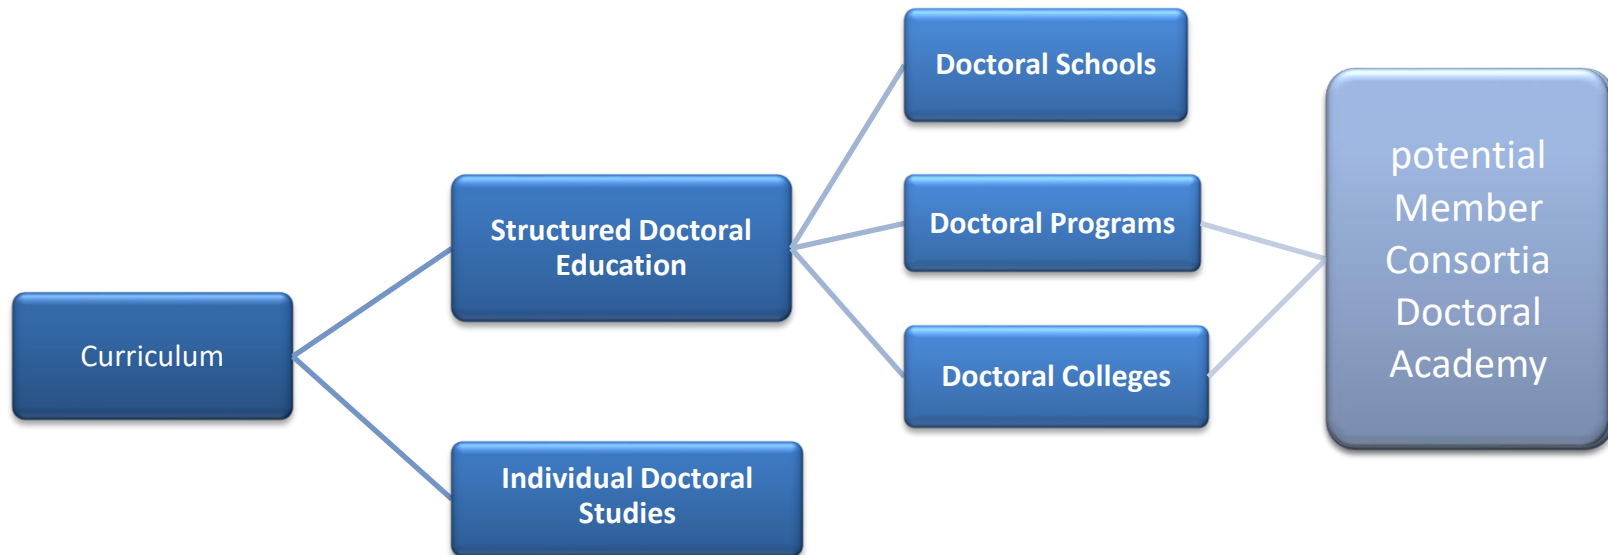 Curriculum
Structured Doctoral
Education
Individual Doctoral
Studies
Doctoral Schools
Doctoral Programs
Doctoral Colleges
potential
Member
Consortia
Doctoral
Academy